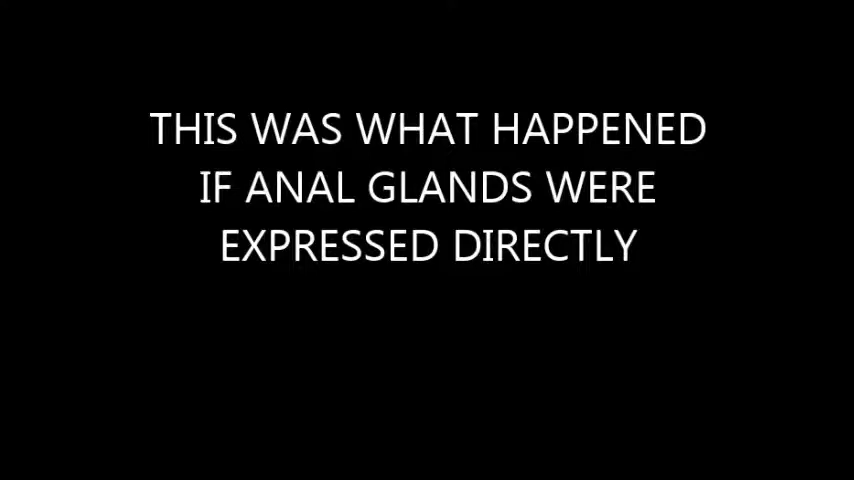 THIS WAS WHAT HAPPENED
IF ANAL GLANDS WERE
EXPRESSED DIRECTLY